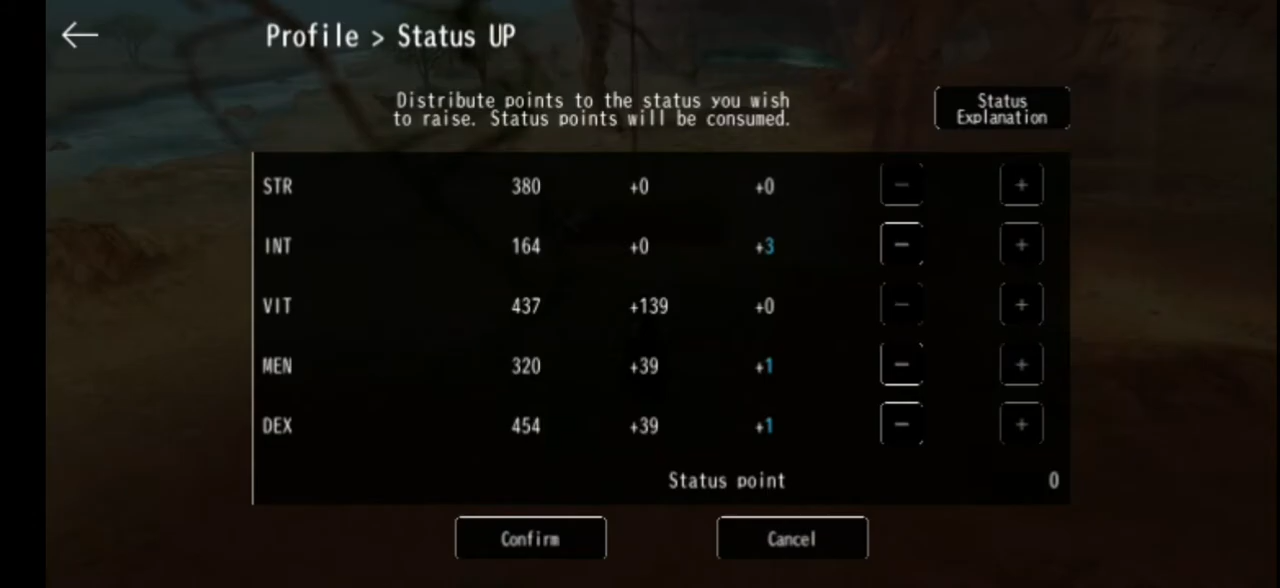 Profile > Status UP
Distribute points to the status you wish
to raise. Status points will be consumed.
Status
Explanation
STR 380 +0 +0 − +
INT 164 +0 +3 − +
VIT 437 +139 +0 − +
MEN 320 +39 +1 − +
DEX 454 +39 +1 − +
Status point 0
Confirm Cancel